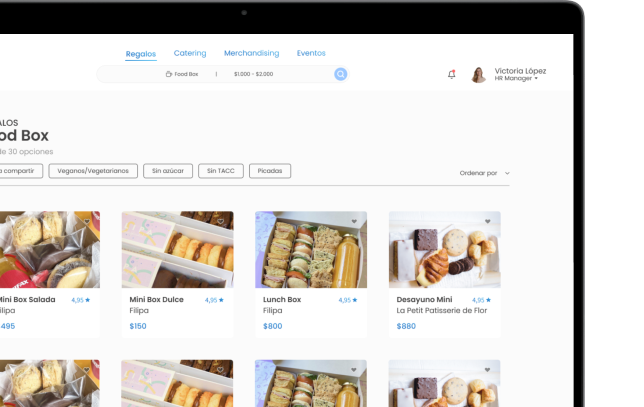 Regalos Catering Merchandising Eventos
Food Box | $1.000 - $2.000
Victoria López
HR Manager
ALOS
od Box
de 30 opciones
a compartir Veganos/Vegetarianos Sin azúcar Sin TACC Picadas
Ordenar por
Mini Box Salada 4,95 ★
Filipa
495
Mini Box Dulce 4,95 ★
Filipa
$150
Lunch Box 4,95 ★
Filipa
$800
Desayuno Mini 4,95 ★
La Petit Patisserie de Flor
$880